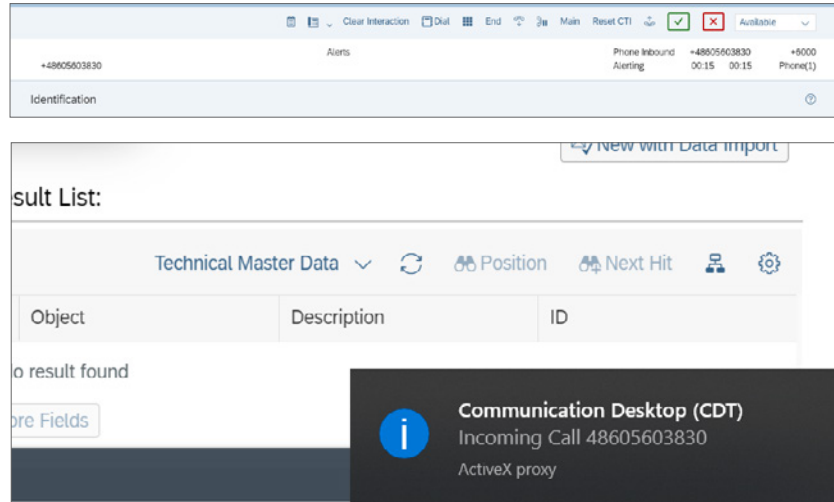 Clear Interaction Dial End Main Reset CTI Available
Alerts Phone Inbound +48605603830 +6000
+48605603830 Alerting 00:15 00:15 Phone(1)
Identification
New with Data Import
sult List:
Technical Master Data Position Next Hit
Object Description ID
o result found
ore Fields
Communication Desktop (CDT)
Incoming Call 48605603830
ActiveX proxy